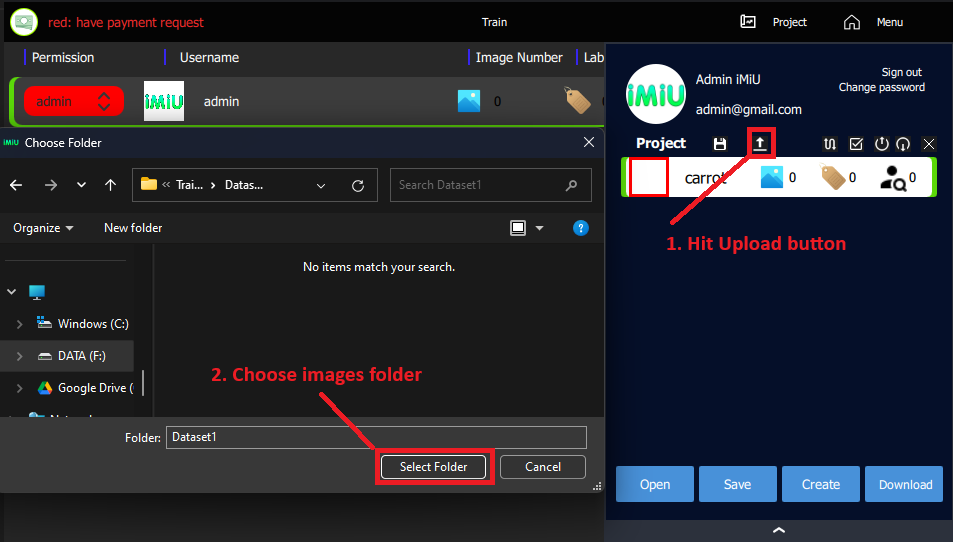 red: have payment request
Train
Project
Menu
Permission
Username
Image Number
Lab
admin
iMiU
admin
0
iMiU
Admin iMiU
admin@gmail.com
Sign out
Change password
Project
carrot
0
0
0
1. Hit Upload button
iMiU
Choose Folder
Trai...
Datas...
Search Dataset1
Organize
New folder
No items match your search.
Windows (C:)
DATA (F:)
Google Drive (
2. Choose images folder
Folder:
Dataset1
Select Folder
Cancel
Open
Save
Create
Download